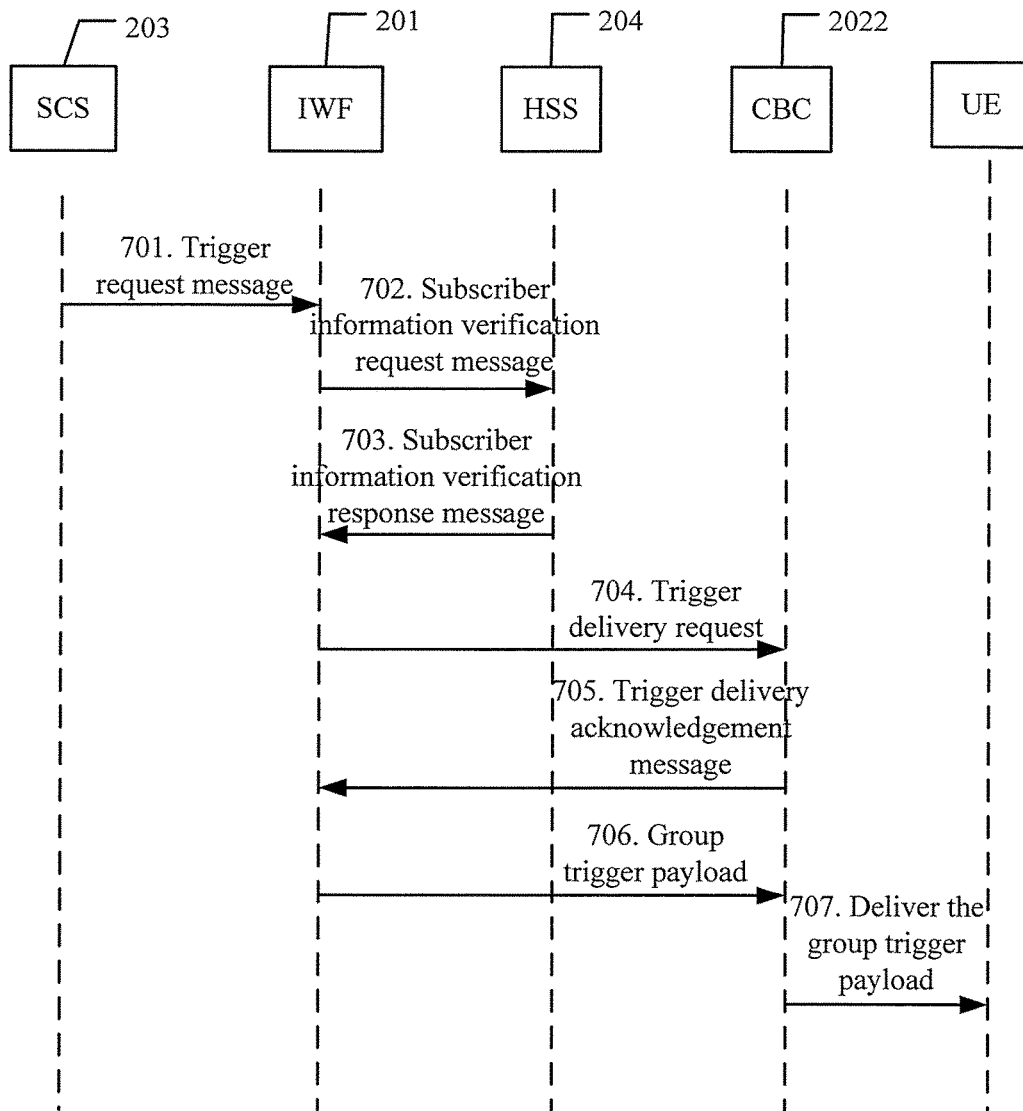 203
201
204
2022
SCS
IWF
HSS
CBC
UE
701. Trigger
request message
702. Subscriber
information verification
request message
703. Subscriber
information verification
response message
704. Trigger
delivery request
705. Trigger delivery
acknowledgement
message
706. Group
trigger payload
707. Deliver the
group trigger
payload